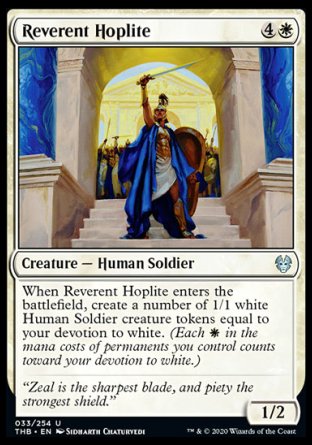 Reverent Hoplite 4
Creature — Human Soldier
When Reverent Hoplite enters the
battlefield, create a number of 1/1 white
Human Soldier creature tokens equal to
your devotion to white. (Each in the
mana costs of permanents you control counts
toward your devotion to white.)
“Zeal is the sharpest blade, and piety the
strongest shield.”
1/2
033/254 U
THB • EN SIDHARTH CHATURVEDI ™ & © 2020 Wizards of the Coast